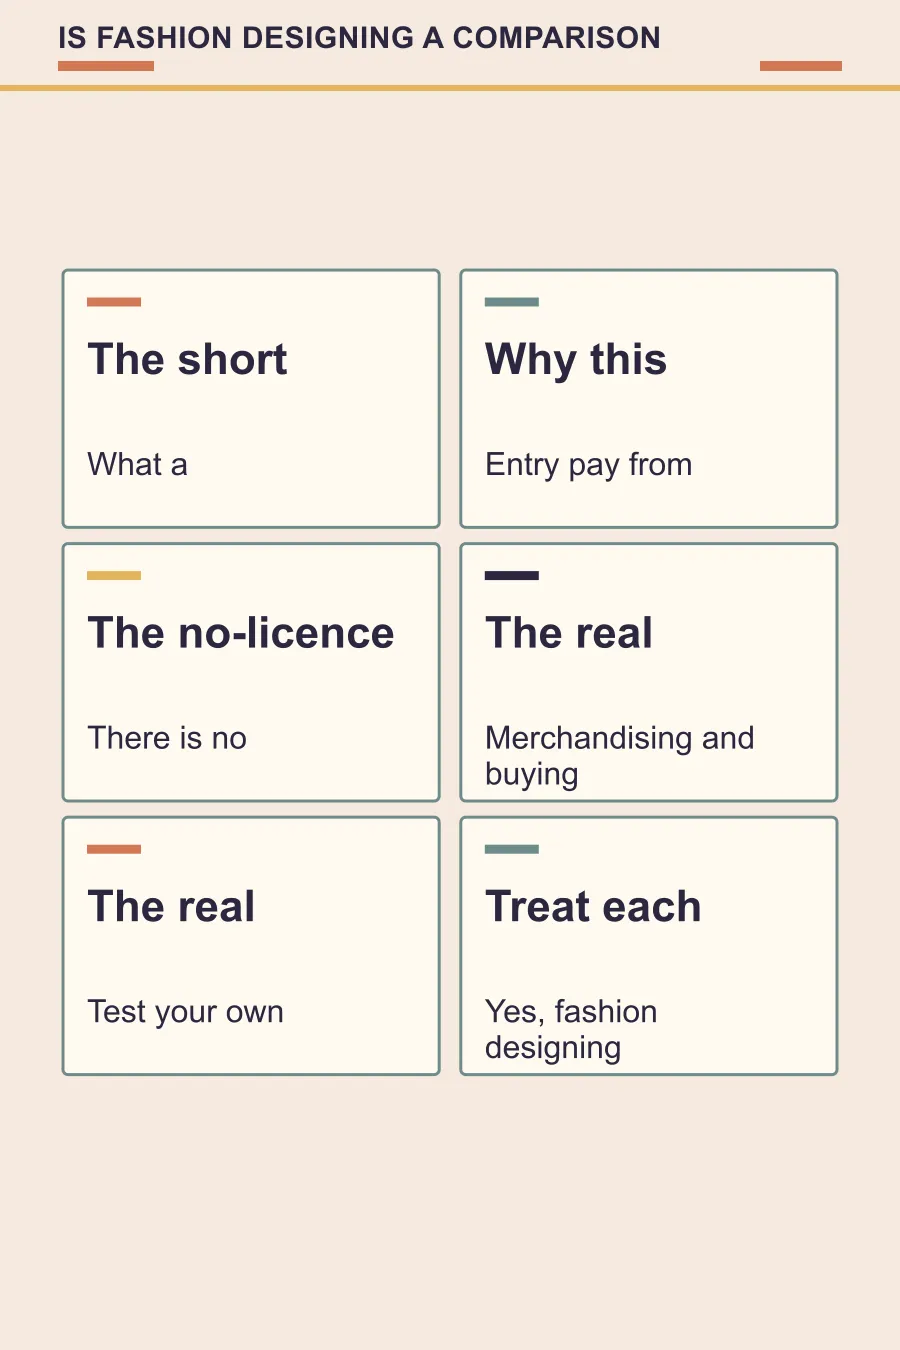 IS FASHION DESIGNING A COMPARISON
The short
What a
Why this
Entry pay from
The no-licence
There is no
The real
Merchandising and
buying
The real
Test your own
Treat each
Yes, fashion
designing